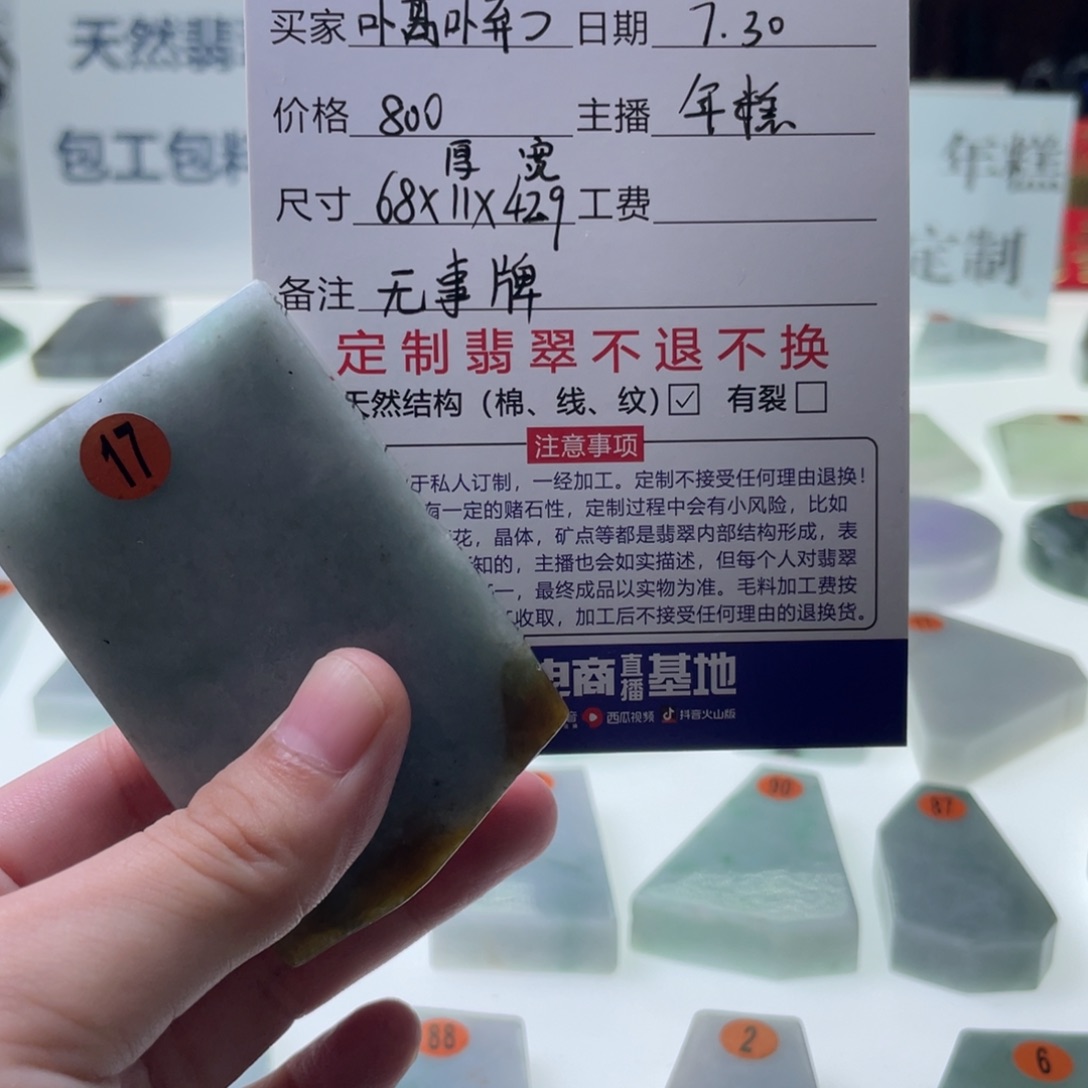 天然翡
包工包料
买家 卟离卟弃 日期 7.30
价格 800 主播 年糕
厚 宽
尺寸 68X11X429 工费
备注 无事牌
定制翡翠不退不换
天然结构（棉、线、纹）☑ 有裂☐
注意事项
于私人订制，一经加工。定制不接受任何理由退换！
有一定的赌石性，定制过程中会有小风险，比如
花，晶体，矿点等都是翡翠内部结构形成，表
知的，主播也会如实描述，但每个人对翡翠
一，最终成品以实物为准。毛料加工费按
收取，加工后不接受任何理由的退换货。
电商直播基地
音 西瓜视频 抖音火山版
年糕
定制
17
90
87
88
2
6